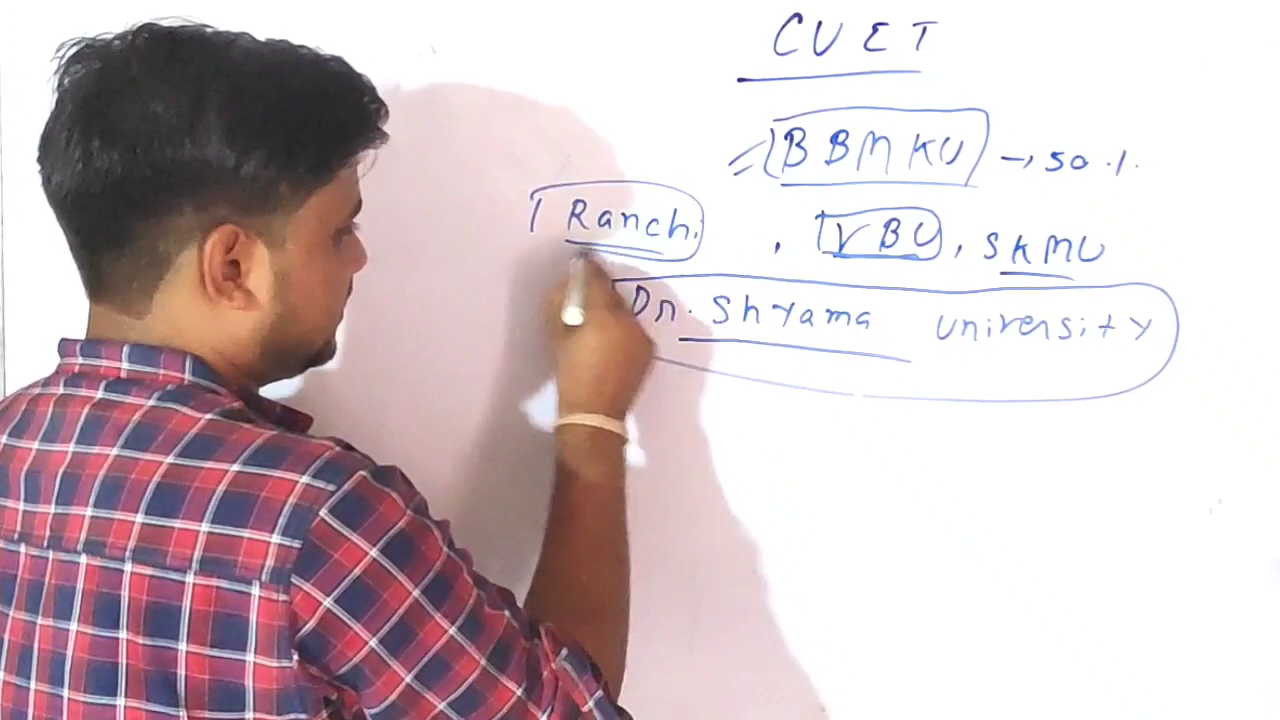 CUET
BBMKU → 50 %
Ranchi , VBU, SKMU
Dr. Shyama University